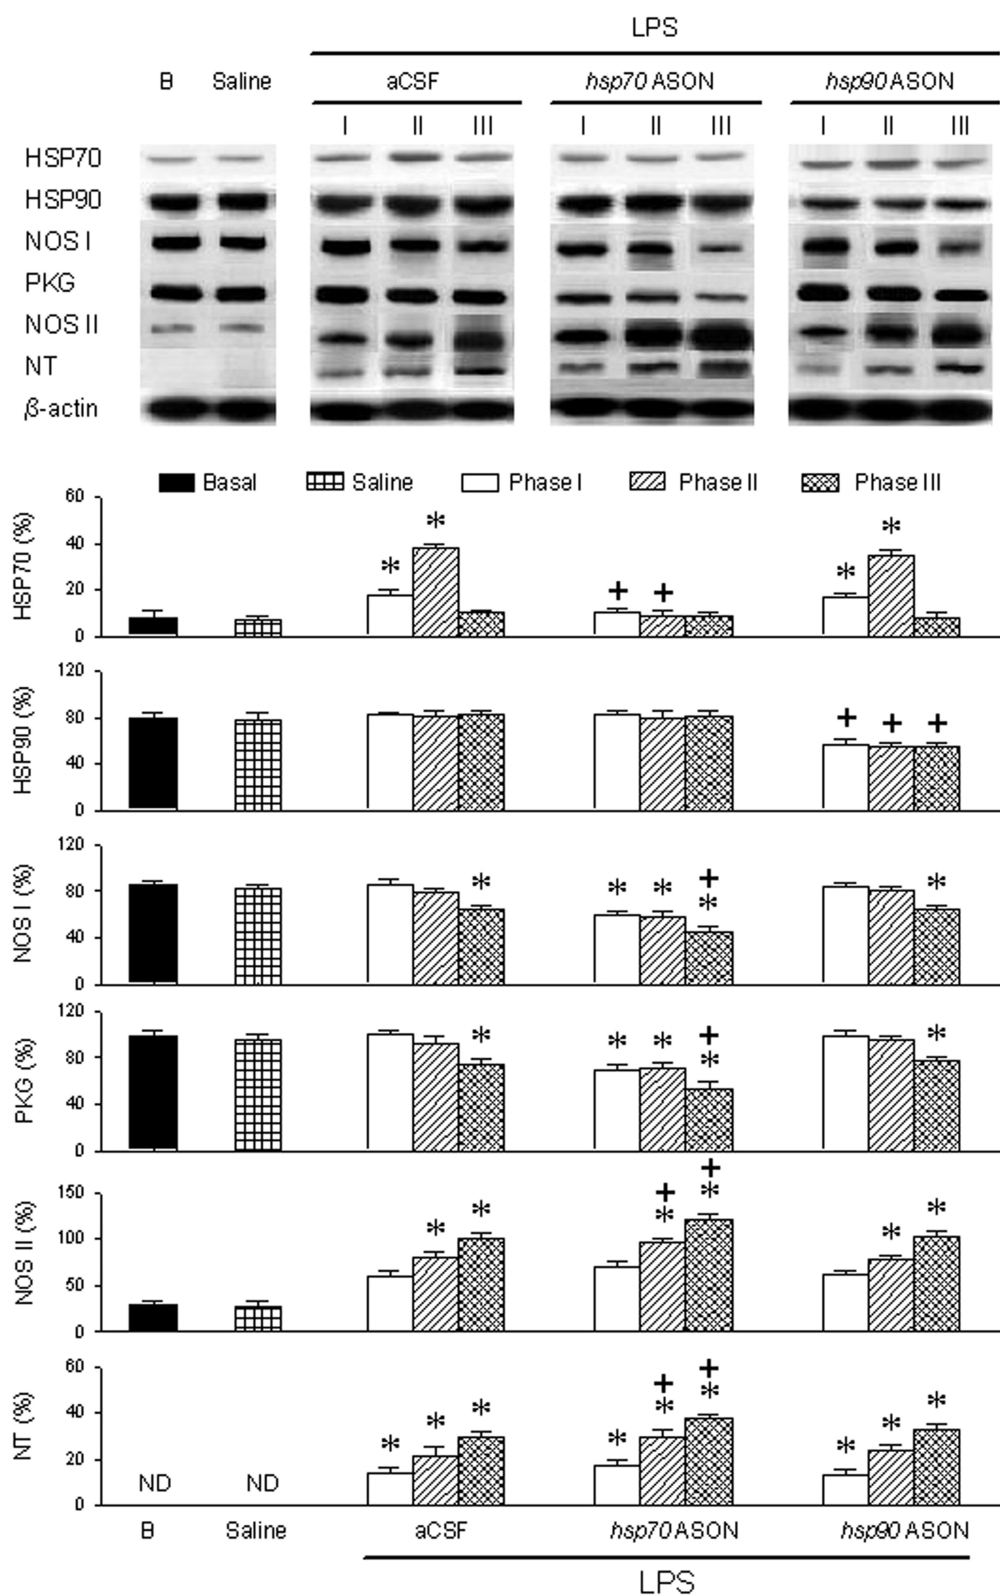 LPS
B Saline aCSF hsp70 ASON hsp90 ASON
I II III I II III I II III
HSP70
HSP90
NOS I
PKG
NOS II
NT
β-actin
Basal Saline Phase I Phase II Phase III
HSP70 (%)
60
40
20
0
* * + + * *
HSP90 (%)
120
80
40
0
+ + +
NOS I (%)
120
80
40
0
* * * + * *
PKG (%)
120
80
40
0
* * * + * *
NOS II (%)
150
100
50
0
* * + * + * * *
NT (%)
60
40
20
0
* * * * + * + * * * *
ND ND
B Saline aCSF hsp70 ASON hsp90 ASON
LPS